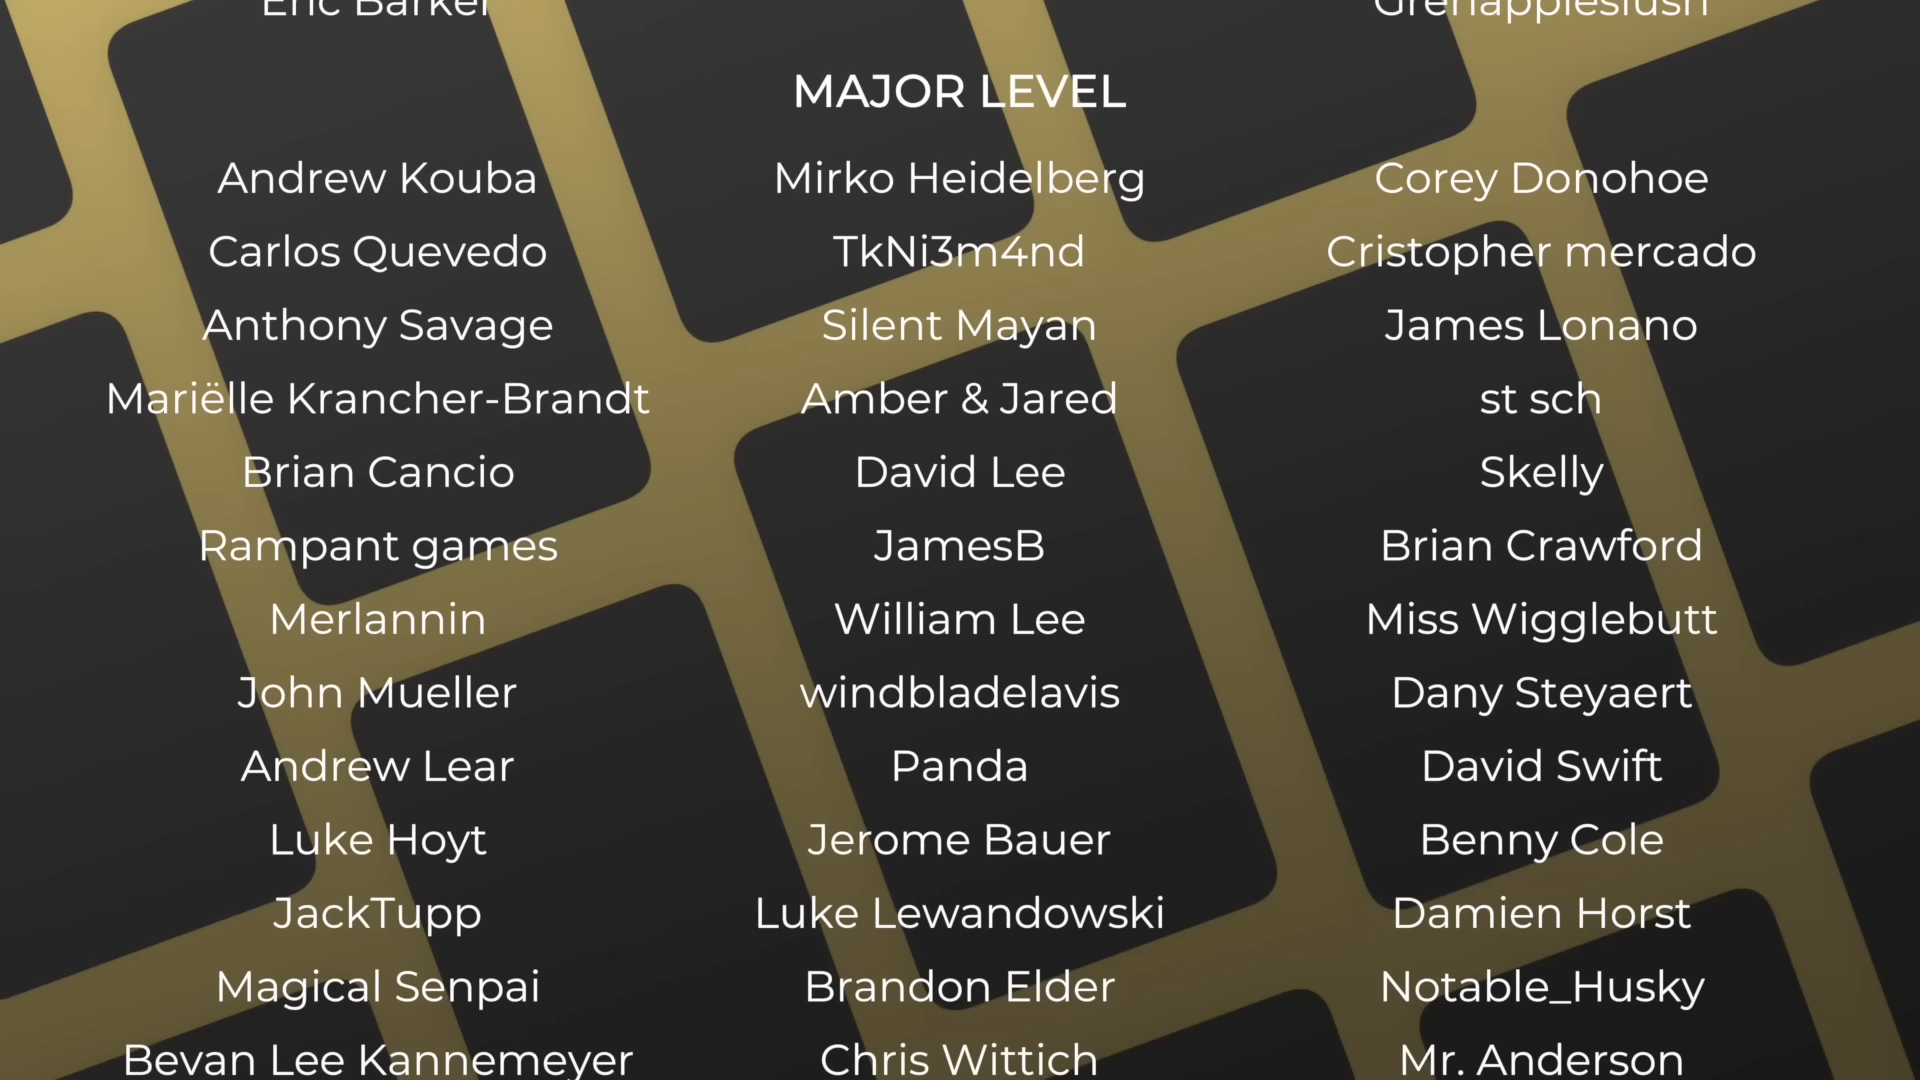 Eric Barker
MAJOR LEVEL
Andrew Kouba Mirko Heidelberg Corey Donohoe
Carlos Quevedo TkNi3m4nd Cristopher mercado
Anthony Savage Silent Mayan James Lonano
Mariëlle Krancher-Brandt Amber & Jared st sch
Brian Cancio David Lee Skelly
Rampant games JamesB Brian Crawford
Merlannin William Lee Miss Wigglebutt
John Mueller windbladelavis Dany Steyaert
Andrew Lear Panda David Swift
Luke Hoyt Jerome Bauer Benny Cole
JackTupp Luke Lewandowski Damien Horst
Magical Senpai Brandon Elder Notable_Husky
Bevan Lee Kannemeyer Chris Wittich Mr. Anderson